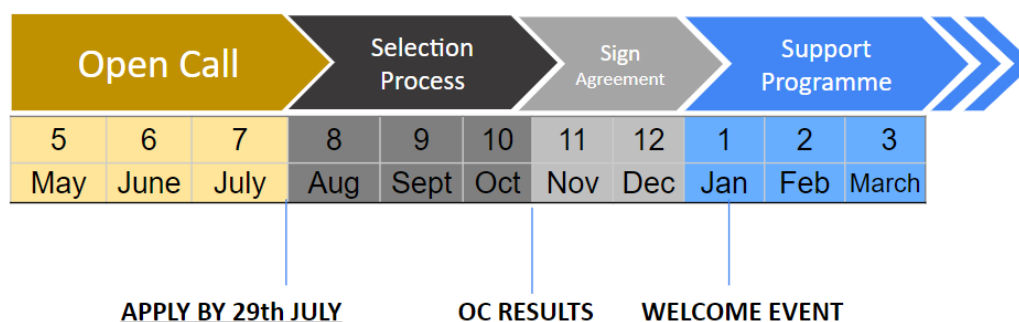 Open Call
Selection
Process
Sign
Agreement
Support
Programme
5 6 7 8 9 10 11 12 1 2 3
May June July Aug Sept Oct Nov Dec Jan Feb March
APPLY BY 29th JULY OC RESULTS WELCOME EVENT